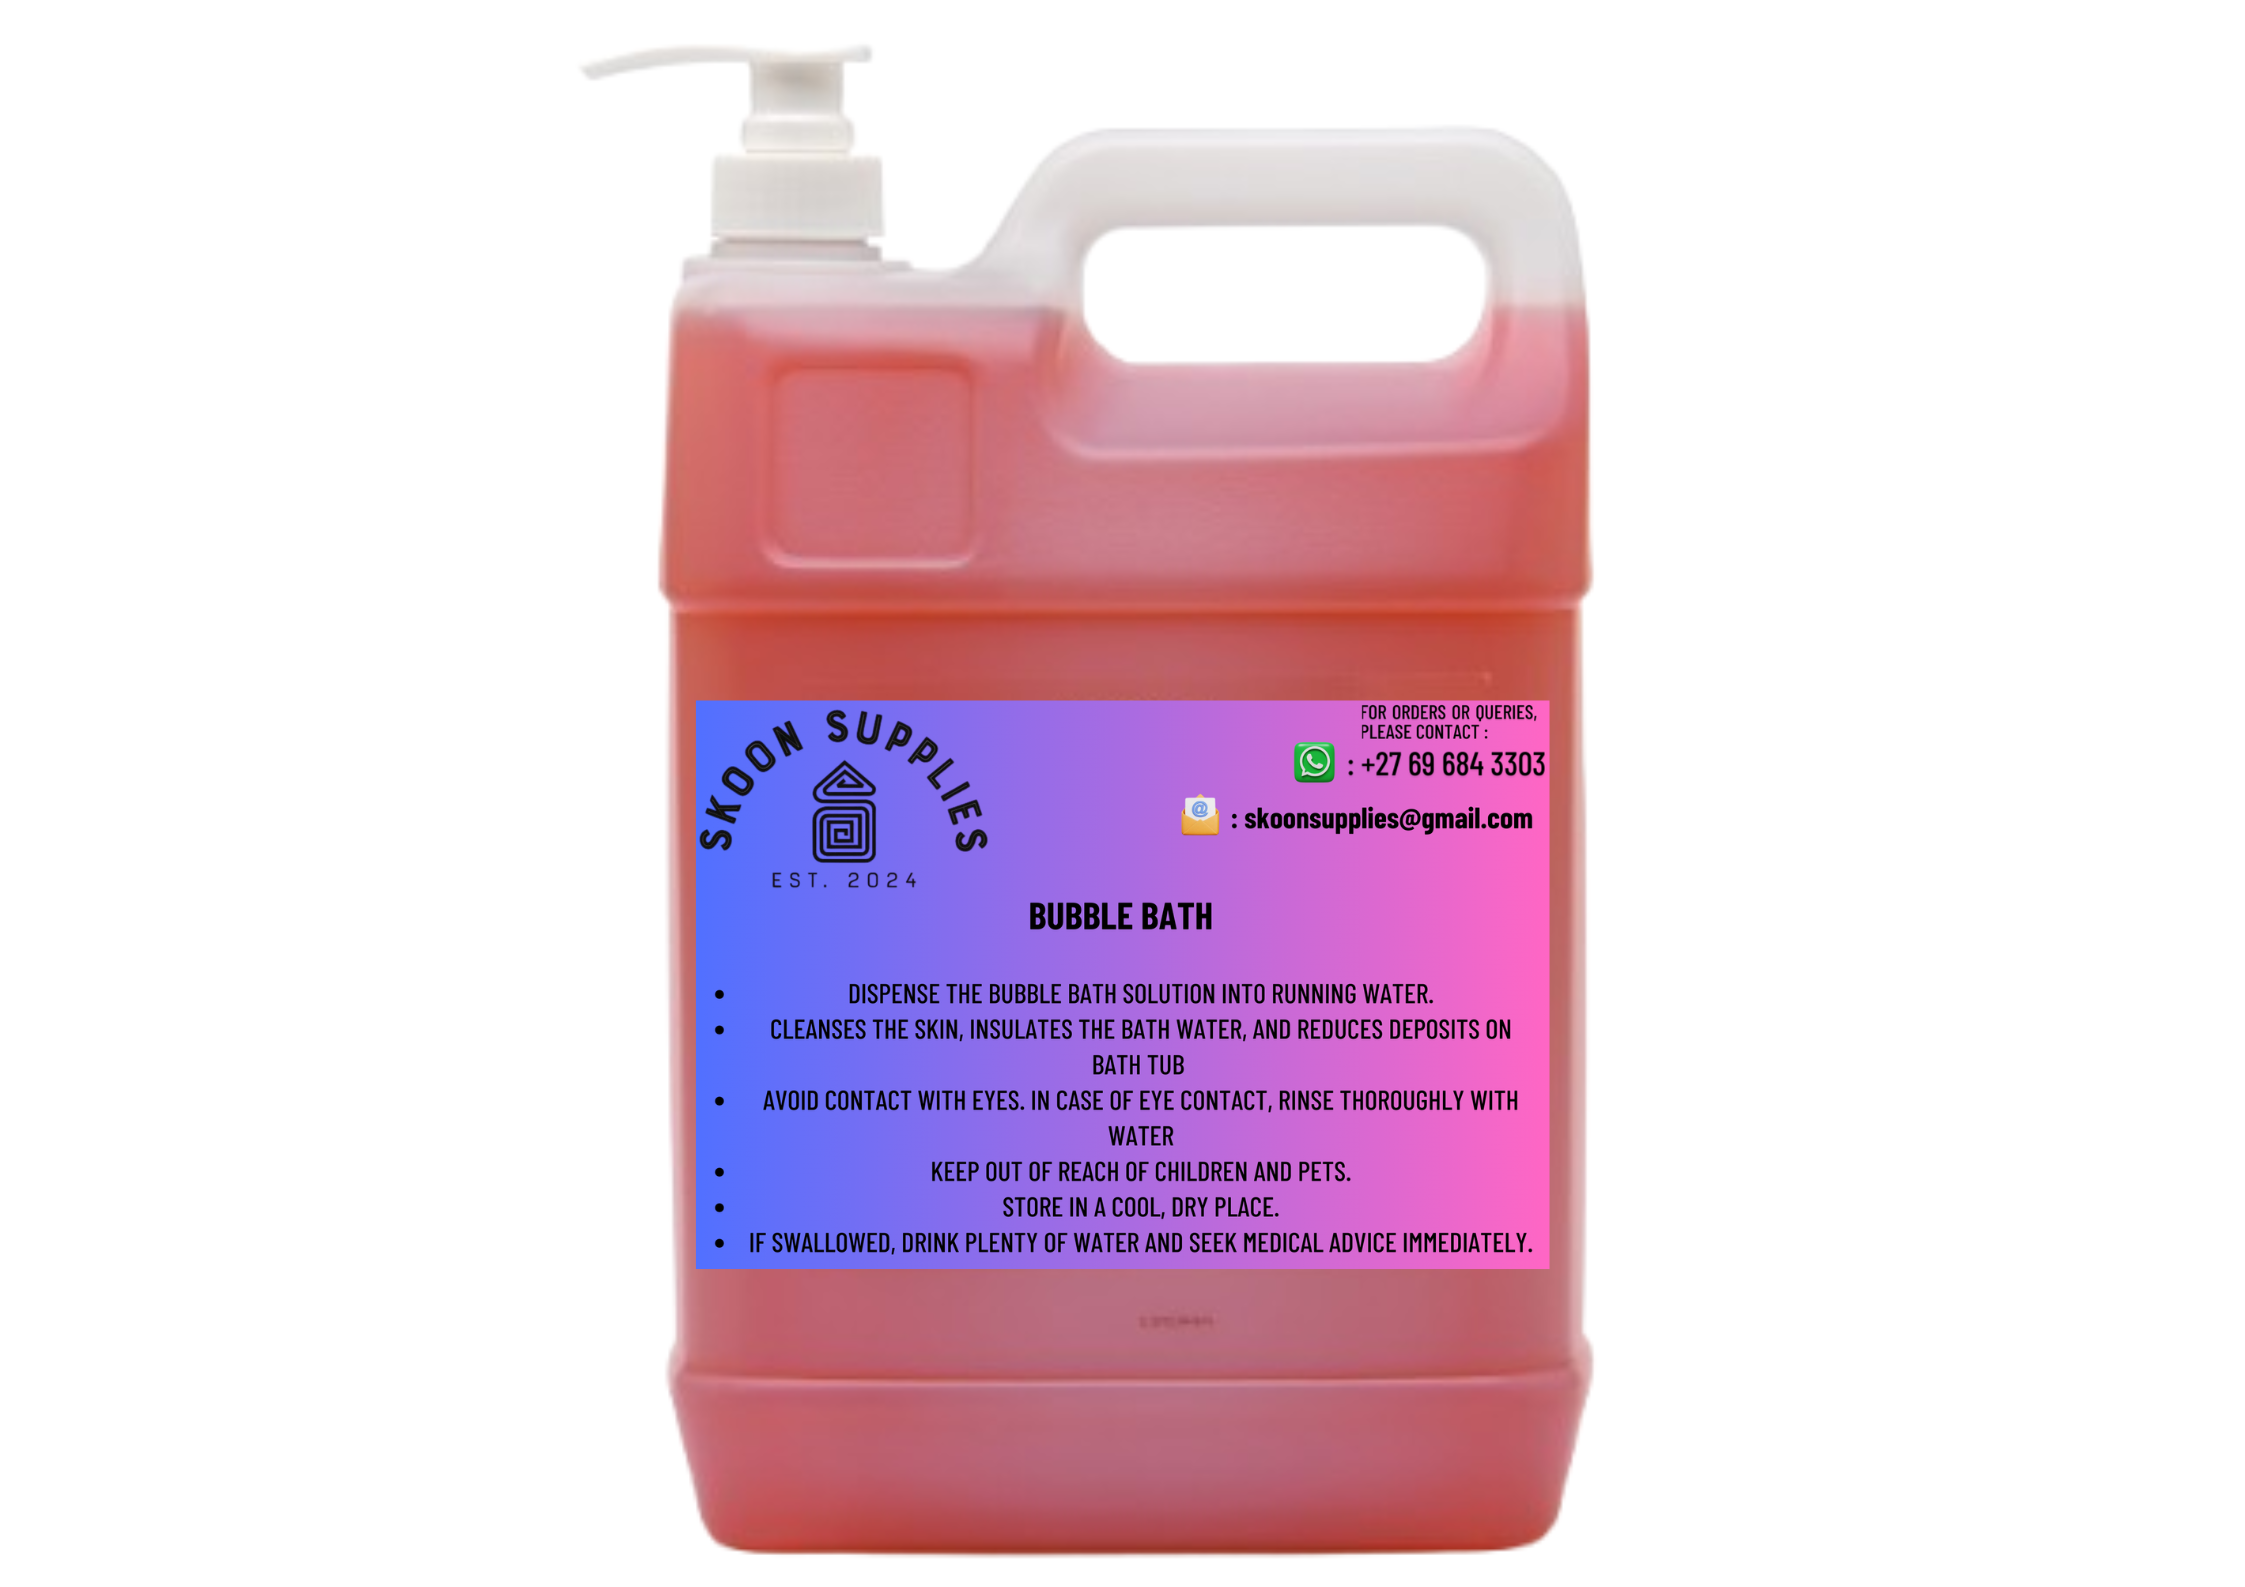 SKOON SUPPLIES
EST. 2024
FOR ORDERS OR QUERIES,
PLEASE CONTACT :
: +27 69 684 3303
: skoonsupplies@gmail.com
BUBBLE BATH
• DISPENSE THE BUBBLE BATH SOLUTION INTO RUNNING WATER.
• CLEANSES THE SKIN, INSULATES THE BATH WATER, AND REDUCES DEPOSITS ON
BATH TUB
• AVOID CONTACT WITH EYES. IN CASE OF EYE CONTACT, RINSE THOROUGHLY WITH
WATER
• KEEP OUT OF REACH OF CHILDREN AND PETS.
• STORE IN A COOL, DRY PLACE.
• IF SWALLOWED, DRINK PLENTY OF WATER AND SEEK MEDICAL ADVICE IMMEDIATELY.